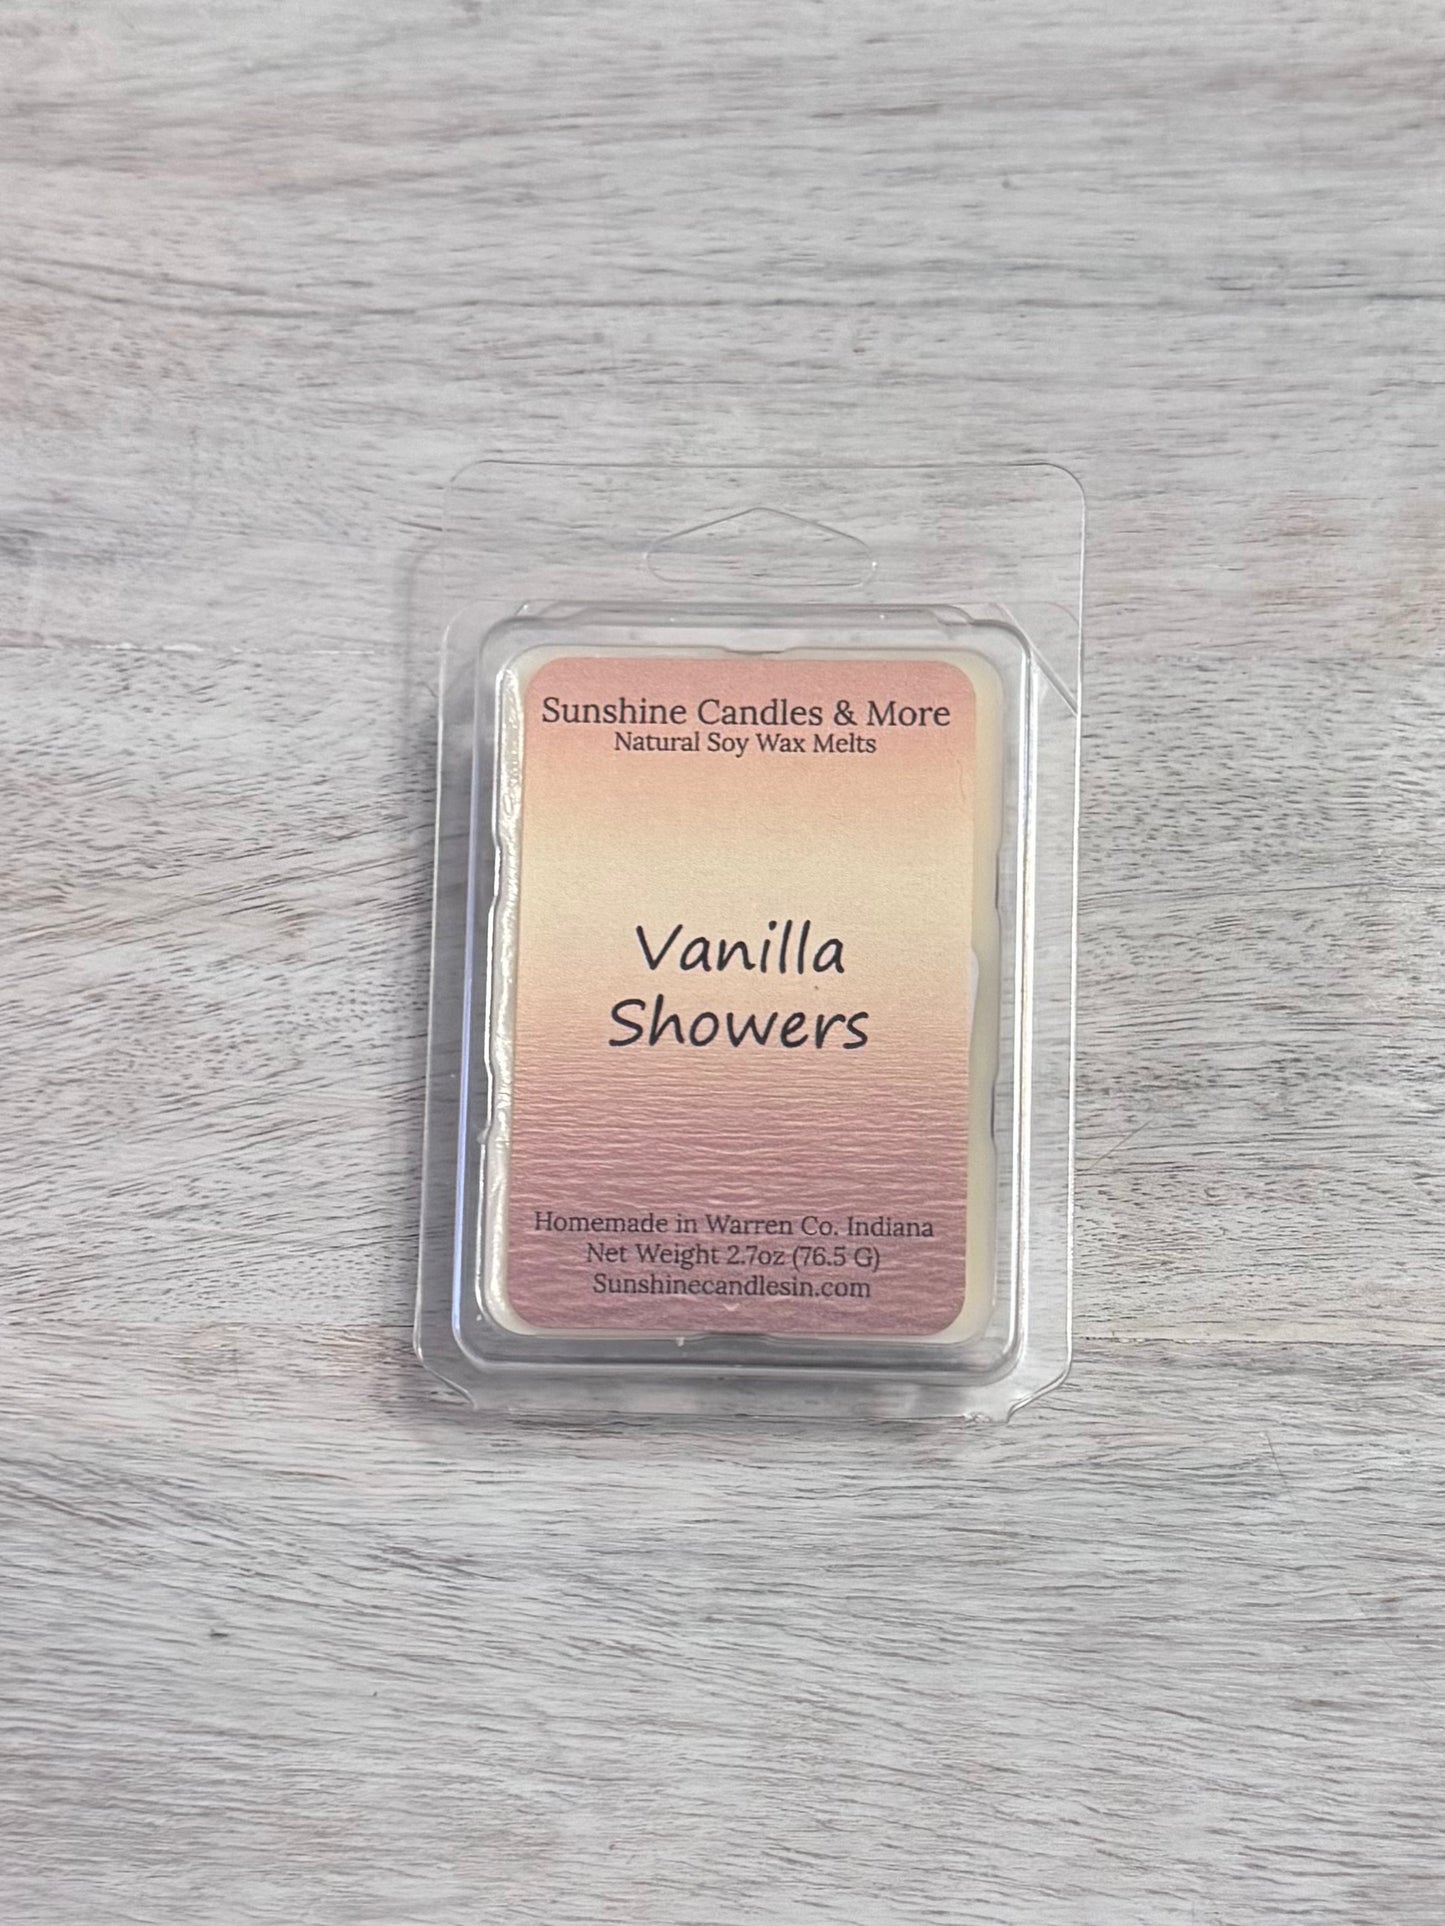 Sunshine Candles & More
Natural Soy Wax Melts
Vanilla
Showers
Homemade in Warren Co. Indiana
Net Weight 2.7oz (76.5 G)
Sunshinecandlesin.com